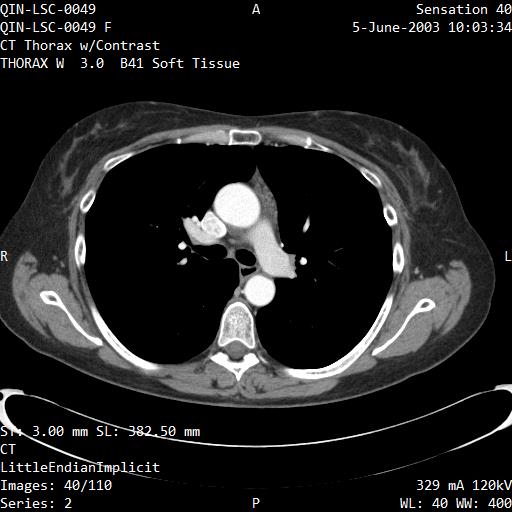 QIN-LSC-0049 A Sensation 40
QIN-LSC-0049 F 5-June-2003 10:03:34
CT Thorax w/Contrast
THORAX W 3.0 B41 Soft Tissue
R L
ST: 3.00 mm SL: 382.50 mm
CT
LittleEndianImplicit
Images: 40/110 329 mA 120kV
Series: 2 P WL: 40 WW: 400